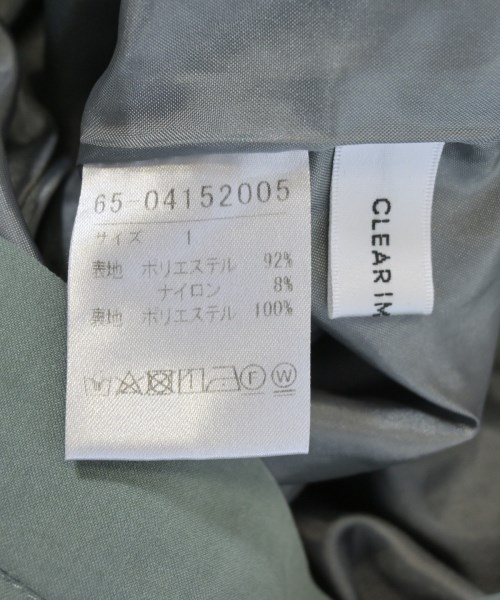 65-04152005
サイズ 1
表地 ポリエステル 92%
ナイロン 8%
裏地 ポリエステル 100%
F W
CLEAR IM